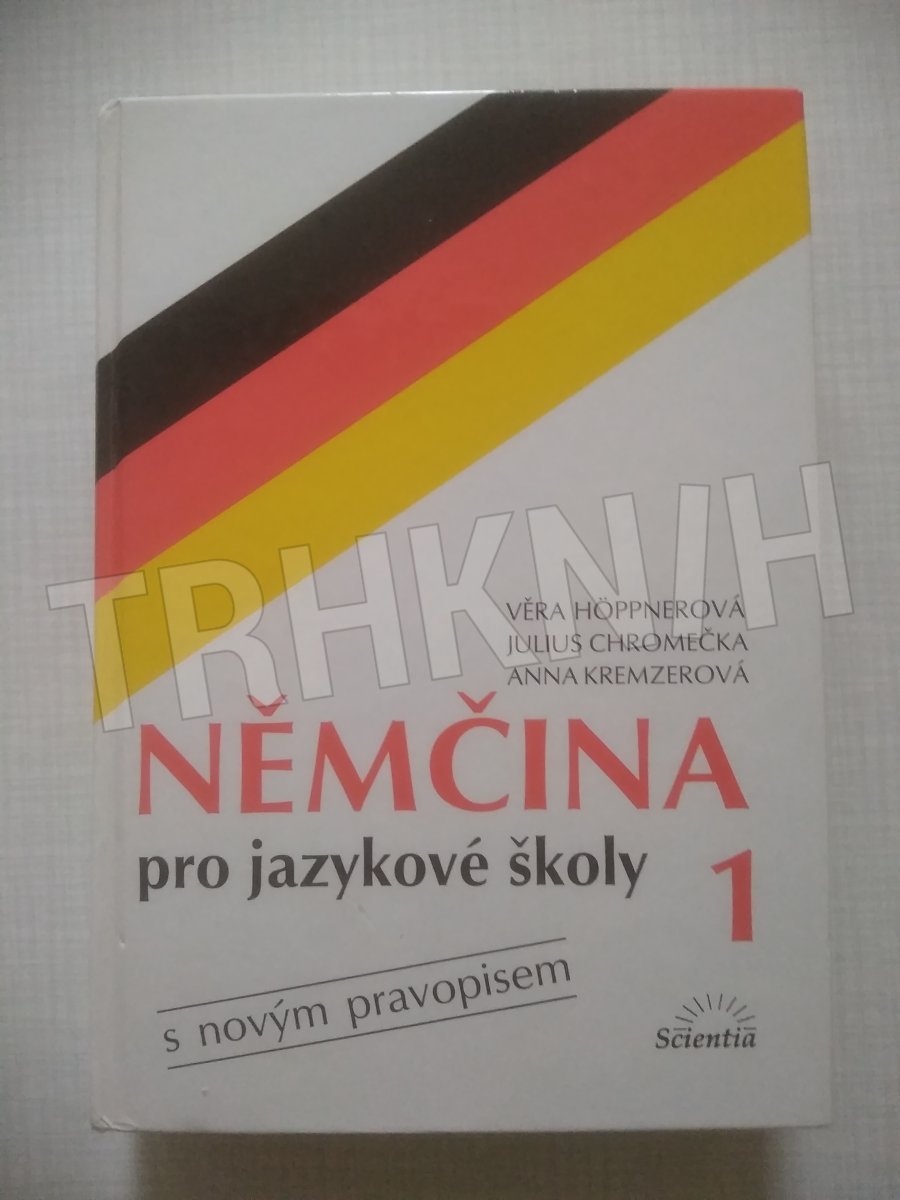 TRHKNIH
VĚRA HÖPPNEROVÁ
JULIUS CHROMEČKA
ANNA KREMZEROVÁ
NĚMČINA
pro jazykové školy 1
s novým pravopisem
Scientia